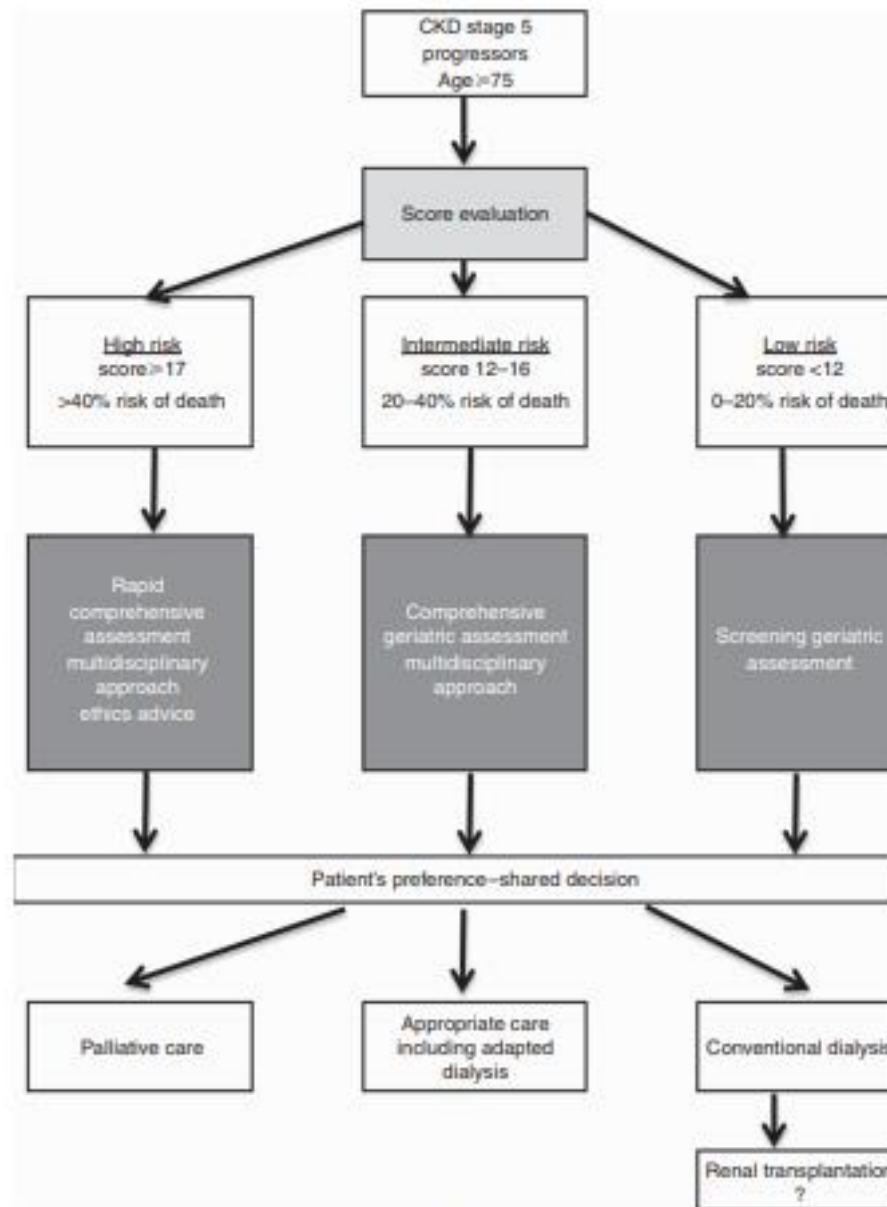 CKD stage 5
progressors
Age≥75
Score evaluation
High risk
score≥17
>40% risk of death
Intermediate risk
score 12–16
20–40% risk of death
Low risk
score <12
0–20% risk of death
Rapid
comprehensive
assessment
multidisciplinary
approach
ethics advice
Comprehensive
geriatric assessment
multidisciplinary
approach
Screening geriatric
assessment
Patient's preference–shared decision
Palliative care
Appropriate care
including adapted
dialysis
Conventional dialysis
Renal transplantation
?